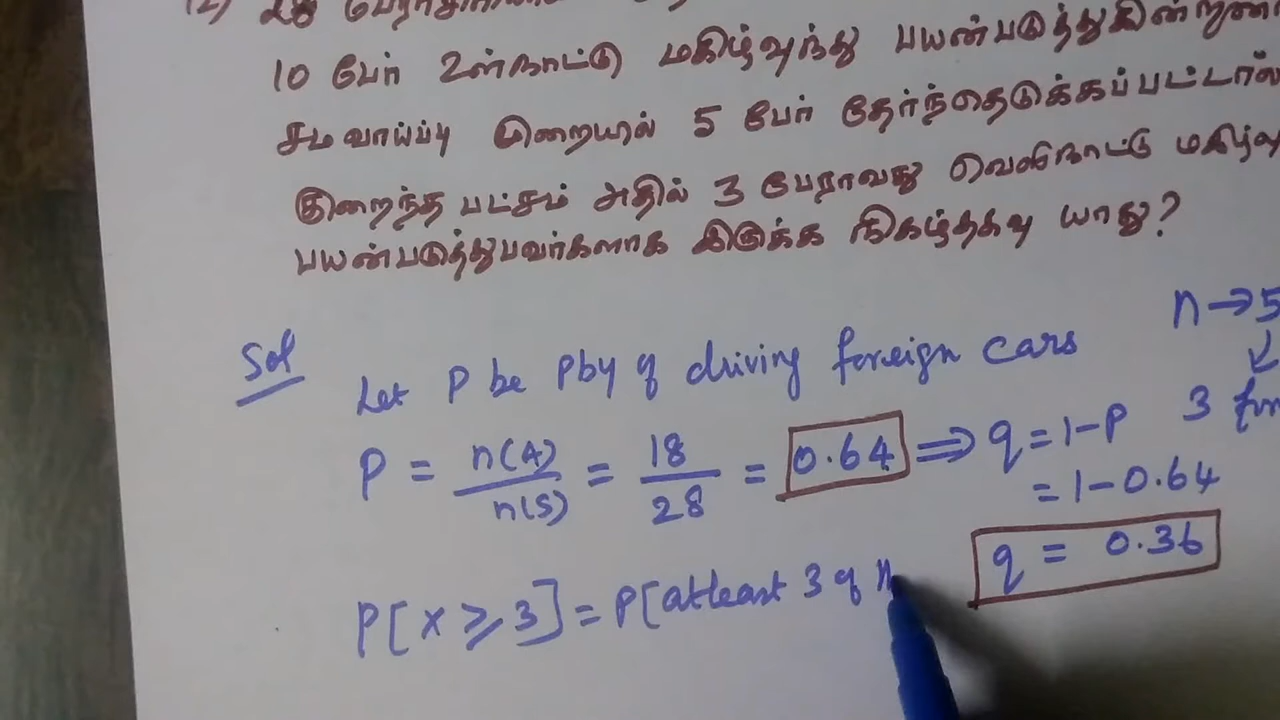 28
10 பேர் உள்நாட்டு மகிழ்வுந்து பயன்படுத்துகின்றனர்
சமவாய்ப்பு முறையில் 5 பேர் தேர்ந்தெடுக்கப்பட்டால்
குறைந்த பட்சம் அதில் 3 பேராவது வெளிநாட்டு
பயன்படுத்துபவர்களாக இருக்க நிகழ்தகவு யாது?
n → 5
Sol Let P be Pby of driving foreign cars
3
P = n(A)/n(S) = 18/28 = 0.64 ⇒ q = 1-P
= 1-0.64
q = 0.36
P[x ≥ 3] = P[atleast 3 of